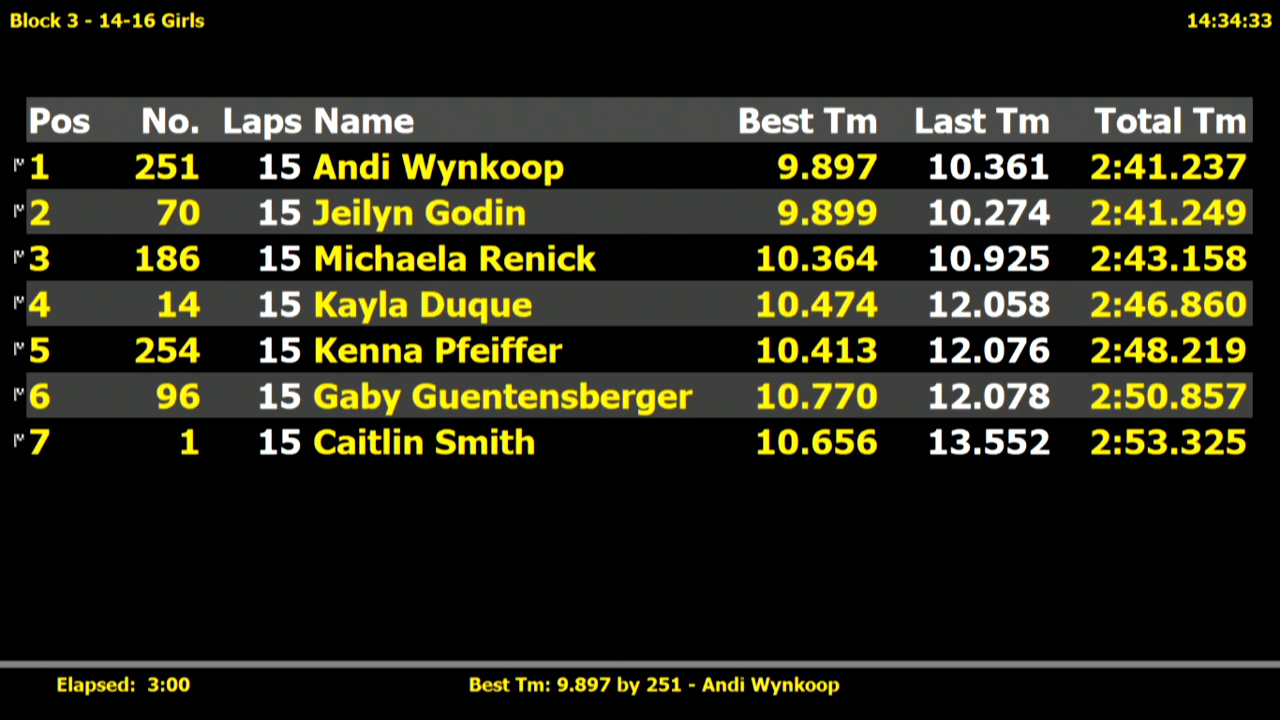 Block 3 - 14-16 Girls 14:34:33
Pos No. Laps Name Best Tm Last Tm Total Tm
1 251 15 Andi Wynkoop 9.897 10.361 2:41.237
2 70 15 Jeilyn Godin 9.899 10.274 2:41.249
3 186 15 Michaela Renick 10.364 10.925 2:43.158
4 14 15 Kayla Duque 10.474 12.058 2:46.860
5 254 15 Kenna Pfeiffer 10.413 12.076 2:48.219
6 96 15 Gaby Guentensberger 10.770 12.078 2:50.857
7 1 15 Caitlin Smith 10.656 13.552 2:53.325
Elapsed: 3:00 Best Tm: 9.897 by 251 - Andi Wynkoop